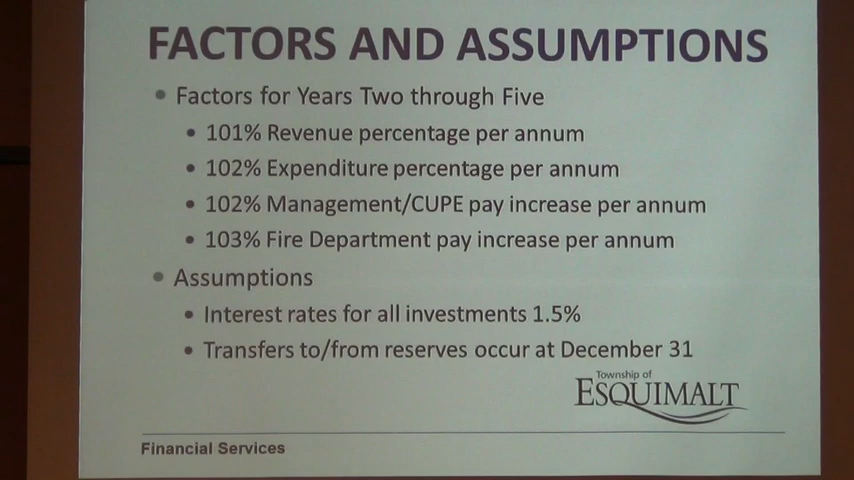 FACTORS AND ASSUMPTIONS
• Factors for Years Two through Five
• 101% Revenue percentage per annum
• 102% Expenditure percentage per annum
• 102% Management/CUPE pay increase per annum
• 103% Fire Department pay increase per annum
• Assumptions
• Interest rates for all investments 1.5%
• Transfers to/from reserves occur at December 31
Township of
ESQUIMALT
Financial Services